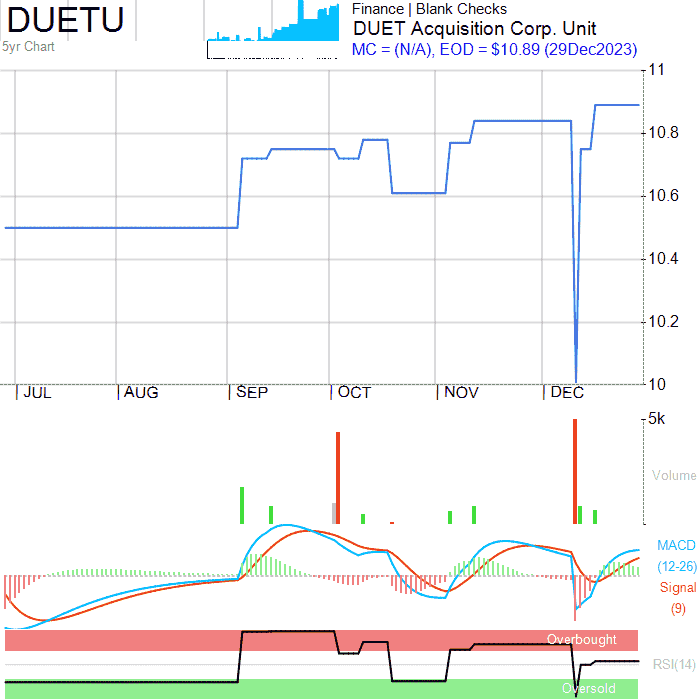 DUETU
5yr Chart
Finance | Blank Checks
DUET Acquisition Corp. Unit
MC = (N/A), EOD = $10.89 (29Dec2023)
11
10.8
10.6
10.4
10.2
10
JUL
AUG
SEP
OCT
NOV
DEC
5k
Volume
MACD
(12-26)
Signal
(9)
Overbought
RSI(14)
Oversold